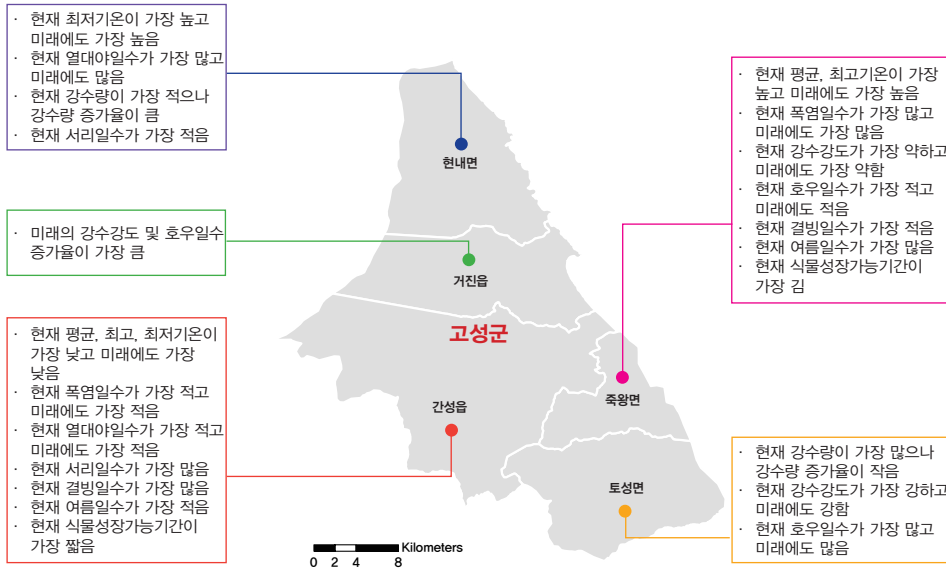 · 현재 최저기온이 가장 높고
미래에도 가장 높음
· 현재 열대야일수가 가장 많고
미래에도 많음
· 현재 강수량이 가장 적으나
강수량 증가율이 큼
· 현재 서리일수가 가장 적음
· 미래의 강수강도 및 호우일수
증가율이 가장 큼
· 현재 평균, 최고, 최저기온이
가장 낮고 미래에도 가장
낮음
· 현재 폭염일수가 가장 적고
미래에도 가장 적음
· 현재 열대야일수가 가장 적고
미래에도 가장 적음
· 현재 서리일수가 가장 많음
· 현재 결빙일수가 가장 많음
· 현재 여름일수가 가장 적음
· 현재 식물성장가능기간이
가장 짧음
현내면
거진읍
고성군
간성읍
죽왕면
토성면
Kilometers
0 2 4 8
· 현재 평균, 최고기온이 가장
높고 미래에도 가장 높음
· 현재 폭염일수가 가장 많고
미래에도 가장 많음
· 현재 강수강도가 가장 약하고
미래에도 가장 약함
· 현재 호우일수가 가장 적고
미래에도 적음
· 현재 결빙일수가 가장 적음
· 현재 여름일수가 가장 많음
· 현재 식물성장가능기간이
가장 김
· 현재 강수량이 가장 많으나
강수량 증가율이 작음
· 현재 강수강도가 가장 강하고
미래에도 강함
· 현재 호우일수가 가장 많고
미래에도 많음